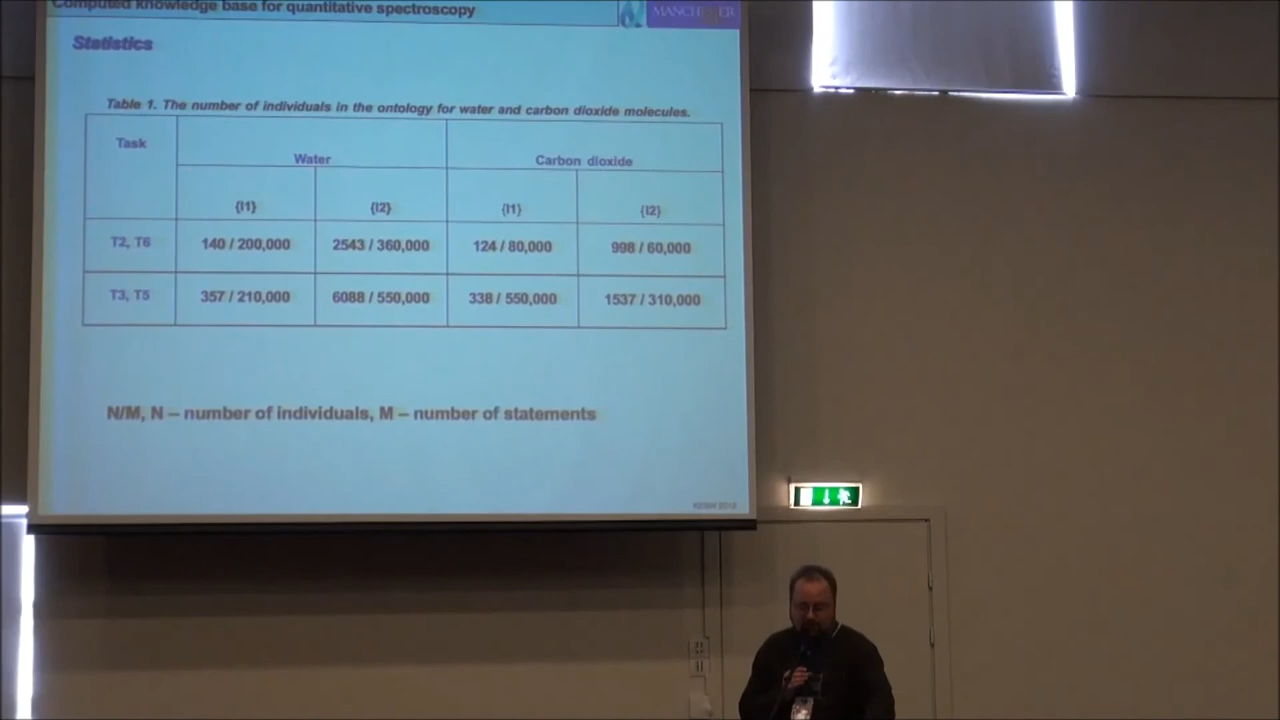 Computed knowledge base for quantitative spectroscopy
Statistics
Table 1. The number of individuals in the ontology for water and carbon dioxide molecules.
Task
Water
Carbon dioxide
{I1}
{I2}
{I1}
{I2}
T2, T6
140 / 200,000
2543 / 360,000
124 / 80,000
998 / 60,000
T3, T5
357 / 210,000
6088 / 550,000
338 / 550,000
1537 / 310,000
N/M, N – number of individuals, M – number of statements